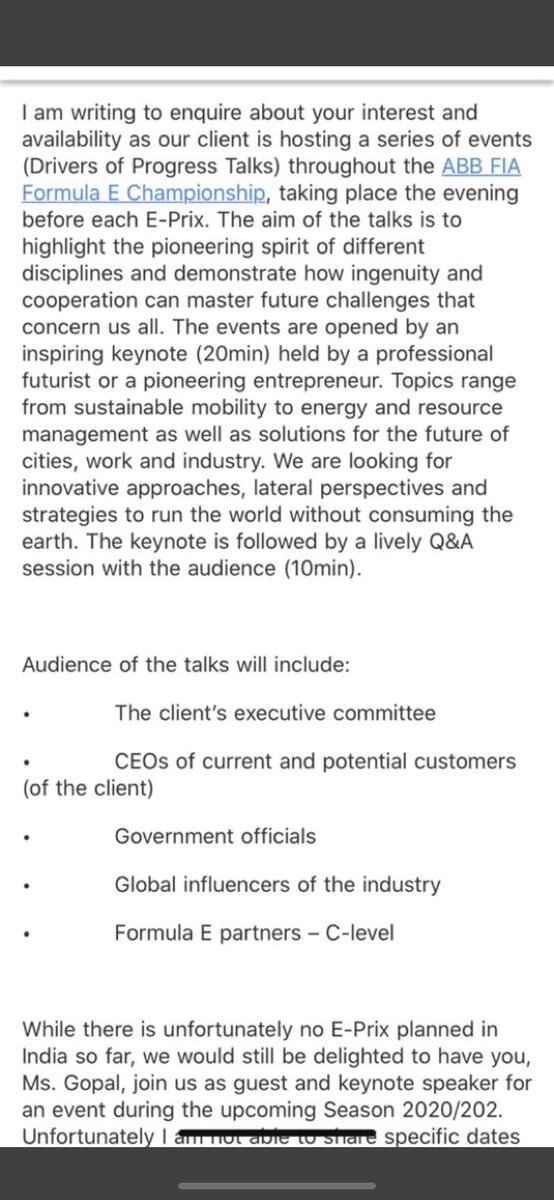 I am writing to enquire about your interest and
availability as our client is hosting a series of events
(Drivers of Progress Talks) throughout the ABB FIA
Formula E Championship, taking place the evening
before each E-Prix. The aim of the talks is to
highlight the pioneering spirit of different
disciplines and demonstrate how ingenuity and
cooperation can master future challenges that
concern us all. The events are opened by an
inspiring keynote (20min) held by a professional
futurist or a pioneering entrepreneur. Topics range
from sustainable mobility to energy and resource
management as well as solutions for the future of
cities, work and industry. We are looking for
innovative approaches, lateral perspectives and
strategies to run the world without consuming the
earth. The keynote is followed by a lively Q&A
session with the audience (10min).
Audience of the talks will include:
• The client's executive committee
• CEOs of current and potential customers
(of the client)
• Government officials
• Global influencers of the industry
• Formula E partners – C-level
While there is unfortunately no E-Prix planned in
India so far, we would still be delighted to have you,
Ms. Gopal, join us as guest and keynote speaker for
an event during the upcoming Season 2020/202.
Unfortunately I am not able to share specific dates